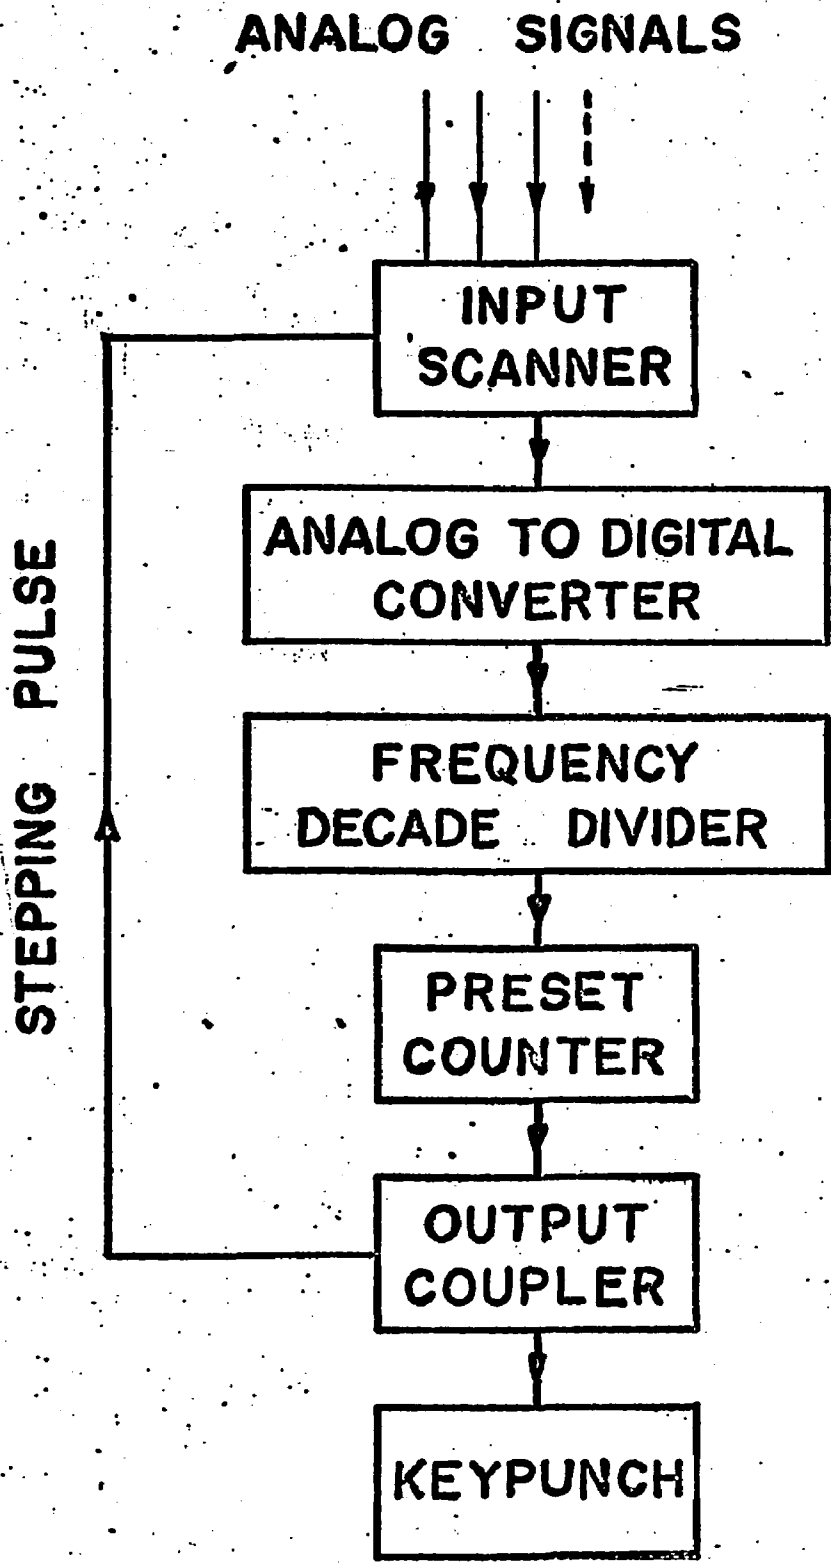 ANALOG SIGNALS
INPUT
SCANNER
ANALOG TO DIGITAL
CONVERTER
FREQUENCY
DECADE DIVIDER
PRESET
COUNTER
OUTPUT
COUPLER
KEYPUNCH
STEPPING PULSE